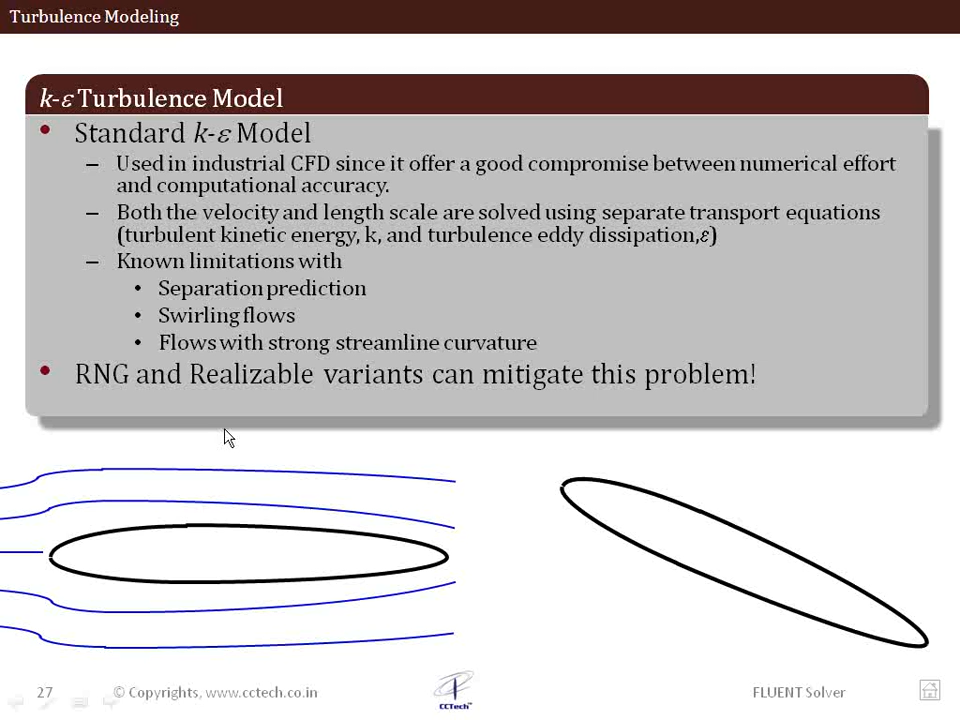 Turbulence Modeling
k-ε Turbulence Model
• Standard k-ε Model
– Used in industrial CFD since it offer a good compromise between numerical effort
and computational accuracy.
– Both the velocity and length scale are solved using separate transport equations
(turbulent kinetic energy, k, and turbulence eddy dissipation,ε)
– Known limitations with
• Separation prediction
• Swirling flows
• Flows with strong streamline curvature
• RNG and Realizable variants can mitigate this problem!
27
© Copyrights, www.cctech.co.in
CCTech
FLUENT Solver